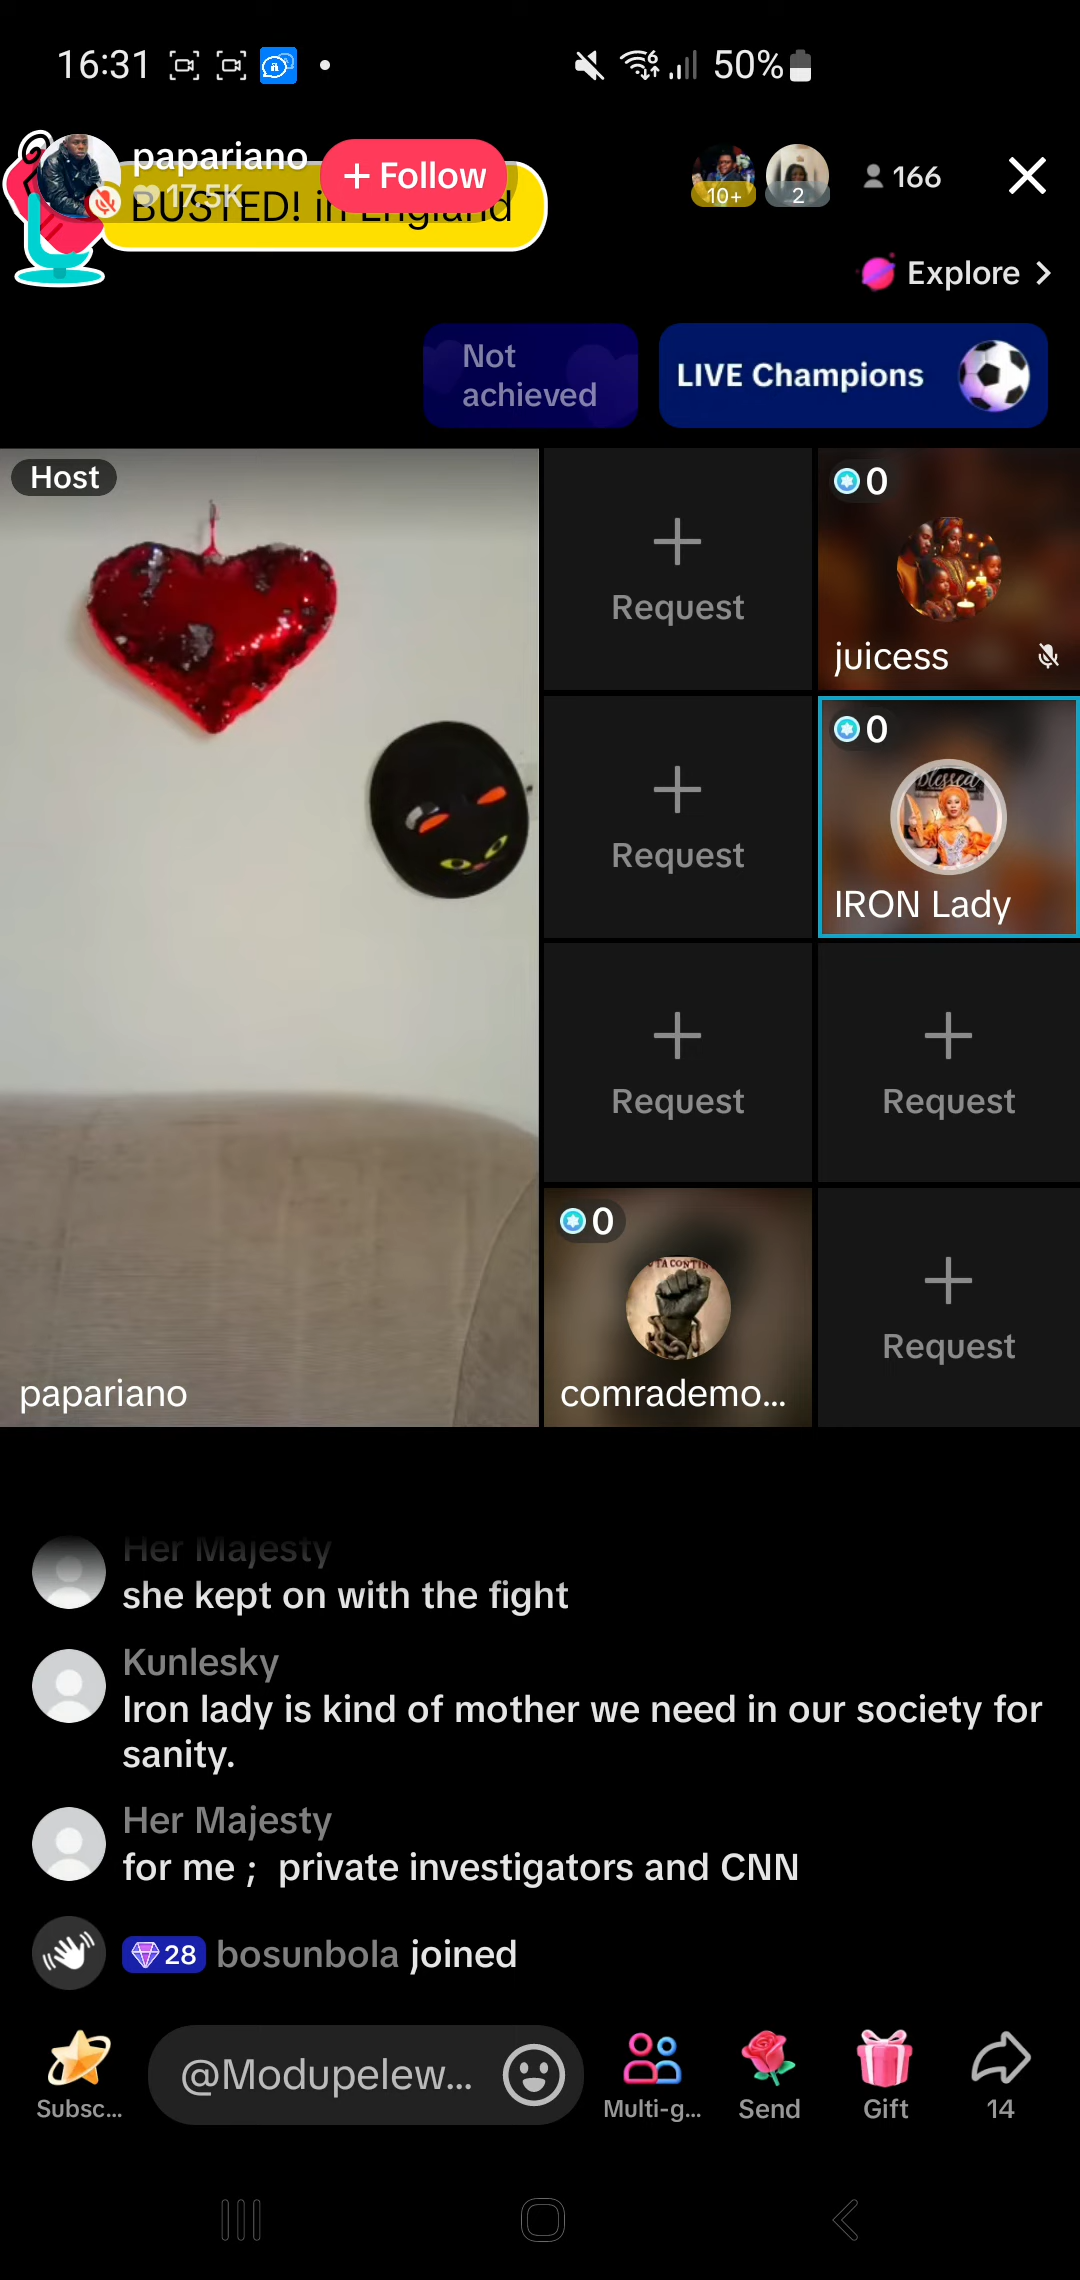 16:31
50%
papariano
17.5K
+ Follow
BUSTED! in England
10+
2
166
Explore
Not
achieved
LIVE Champions
Host
Request
0
juicess
Request
0
Blessed
IRON Lady
Request
Request
0
comrademo...
Request
papariano
Her Majesty
she kept on with the fight
Kunlesky
Iron lady is kind of mother we need in our society for
sanity.
Her Majesty
for me ; private investigators and CNN
28 bosunbola joined
@Modupelew...
Subsc...
Multi-g...
Send
Gift
14